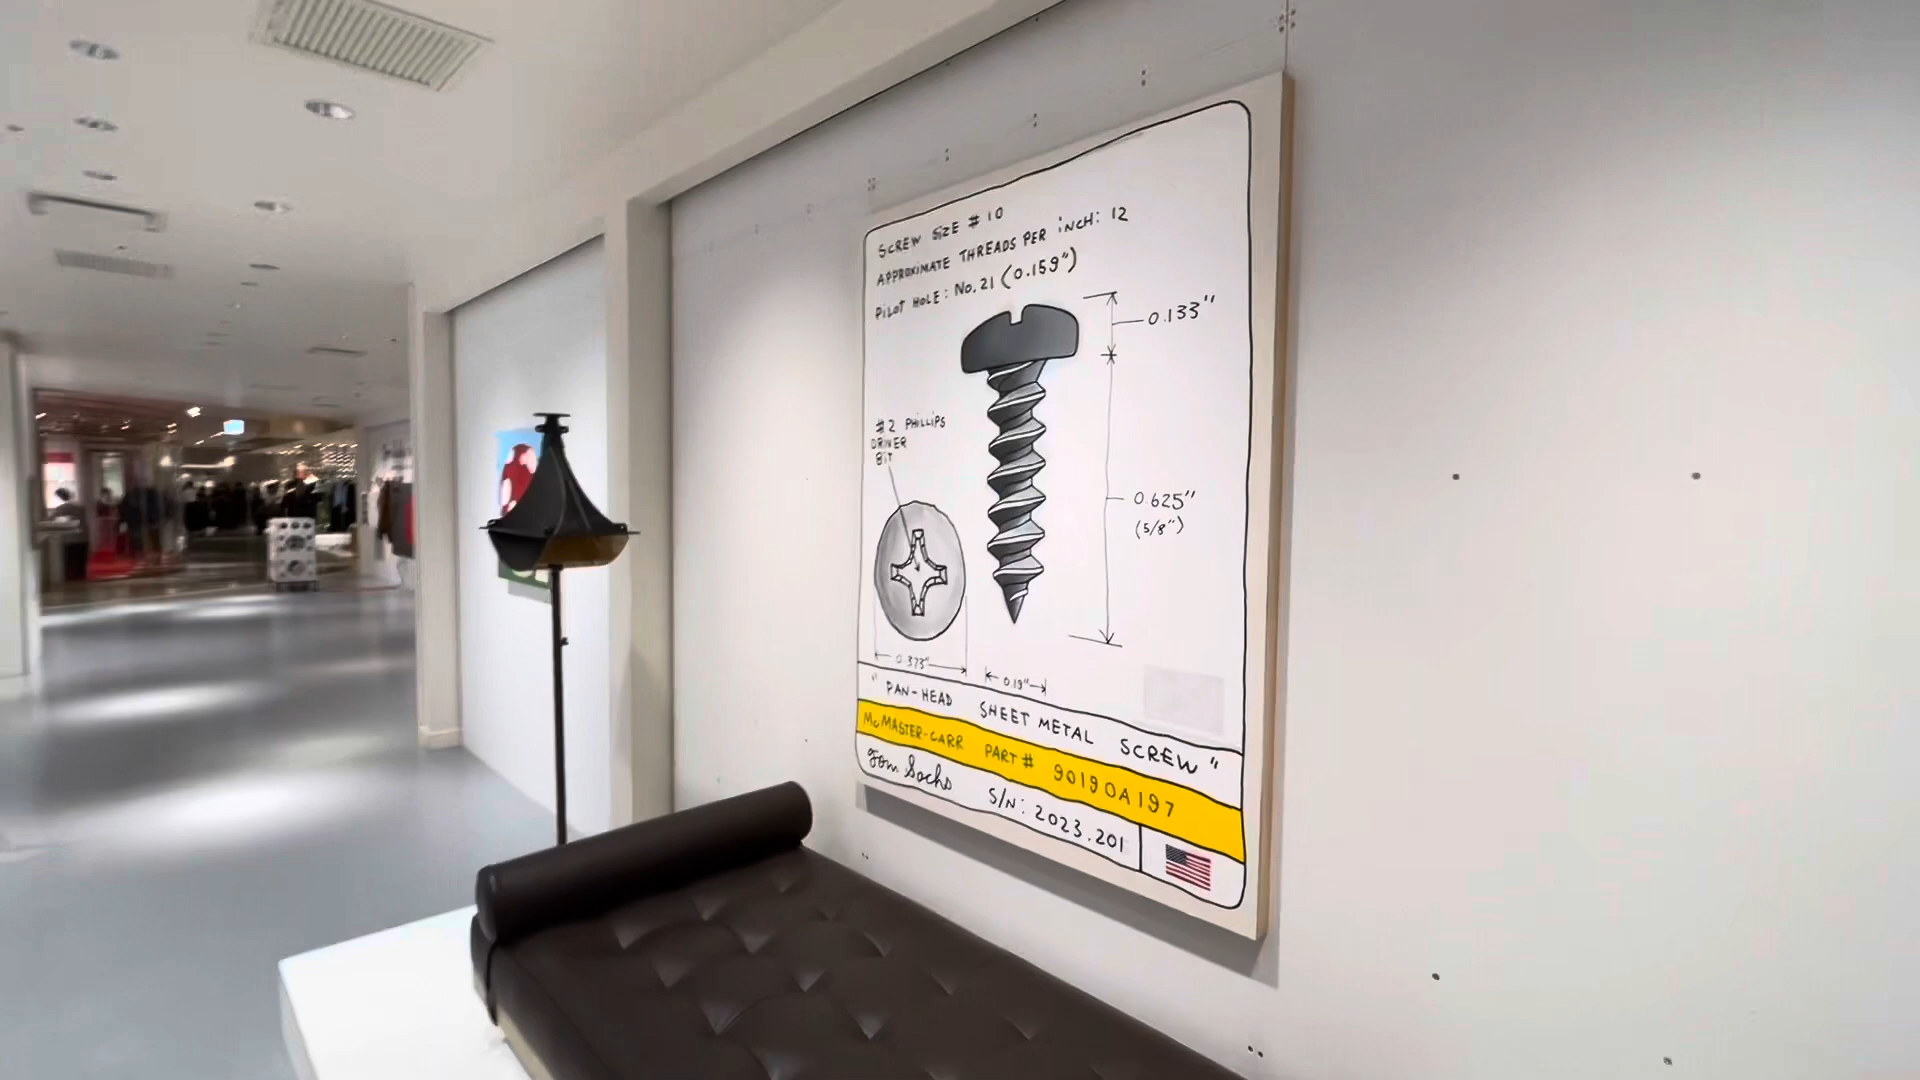 SCREW SIZE # 10
APPROXIMATE THREADS PER INCH: 12
PILOT HOLE: No. 21 (0.159")
0.133"
#2 PHILLIPS
DRIVER
BIT
0.625"
(5/8")
0.373"
0.19"
" PAN-HEAD SHEET METAL SCREW "
McMASTER-CARR PART# 90190A197
Tom Sachs S/N: 2023.201